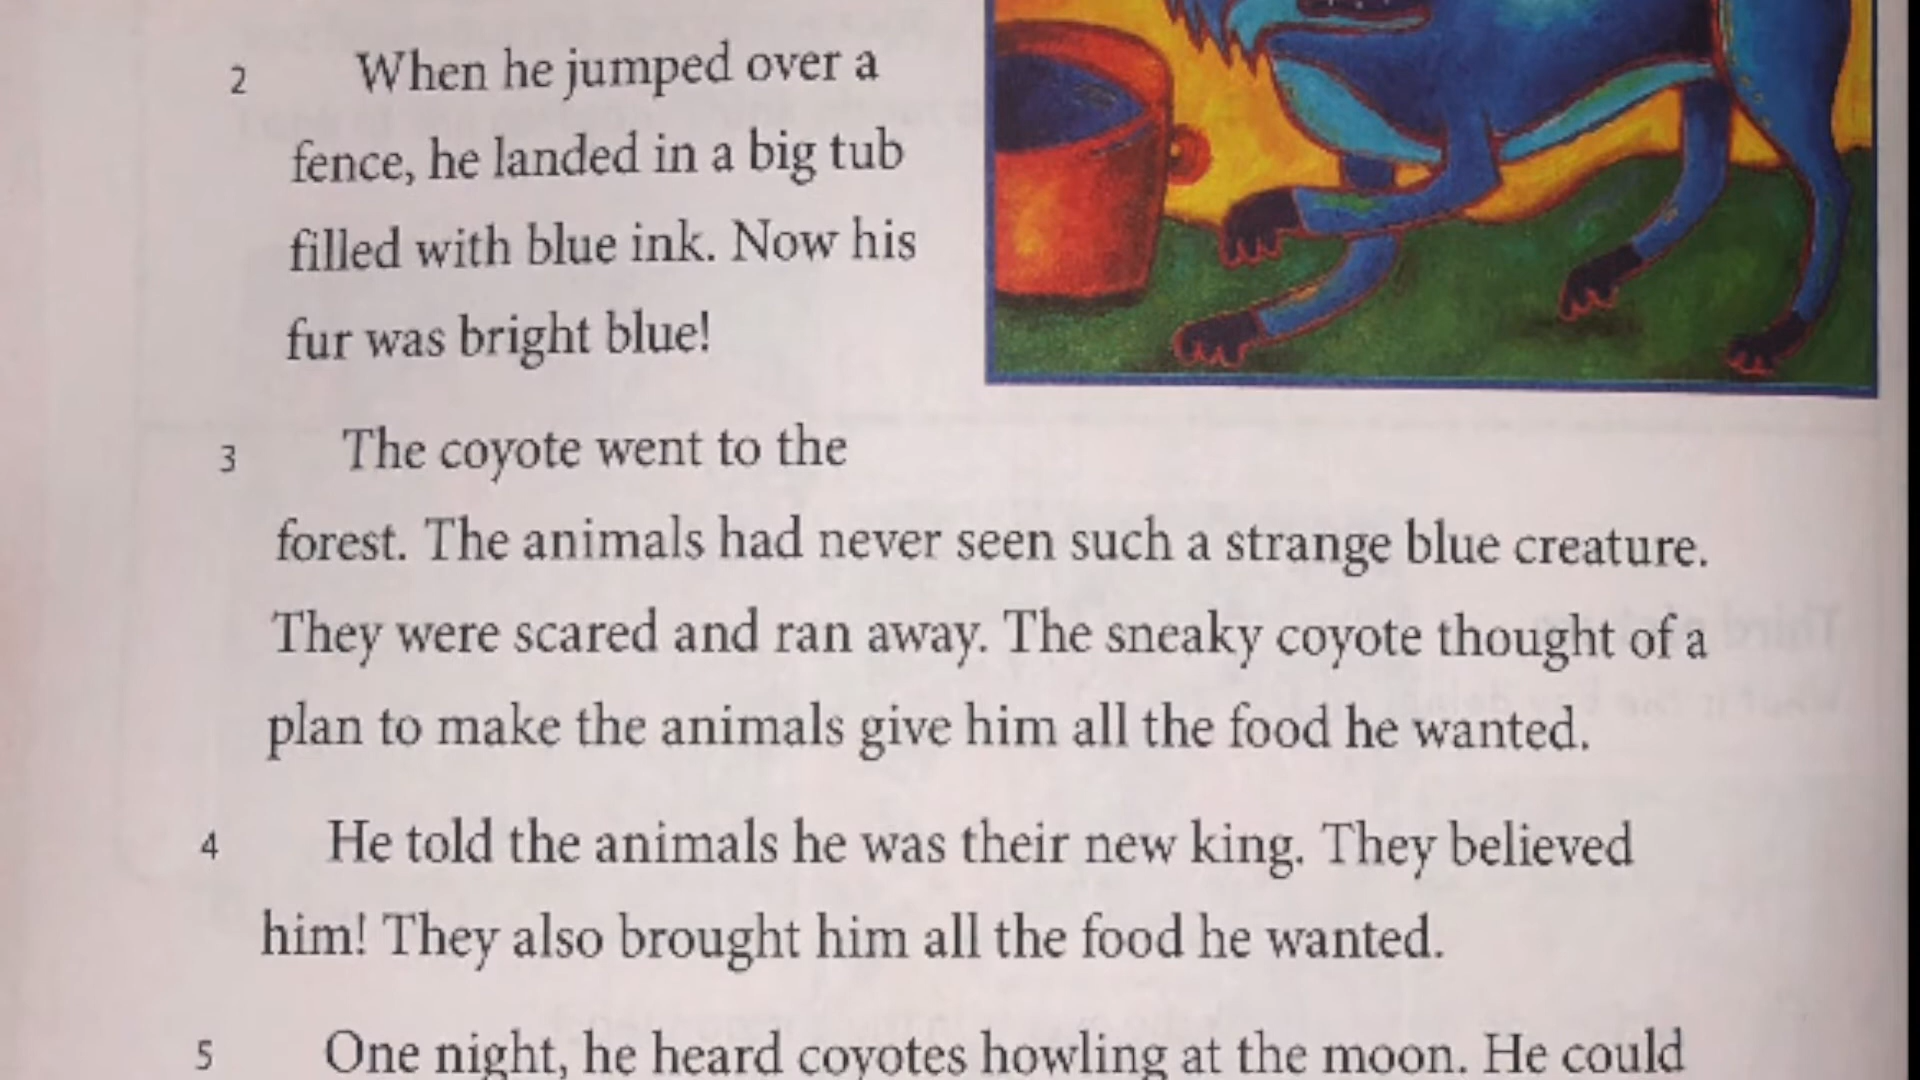 2 When he jumped over a
fence, he landed in a big tub
filled with blue ink. Now his
fur was bright blue!
3 The coyote went to the
forest. The animals had never seen such a strange blue creature.
They were scared and ran away. The sneaky coyote thought of a
plan to make the animals give him all the food he wanted.
4 He told the animals he was their new king. They believed
him! They also brought him all the food he wanted.
5 One night, he heard coyotes howling at the moon. He could